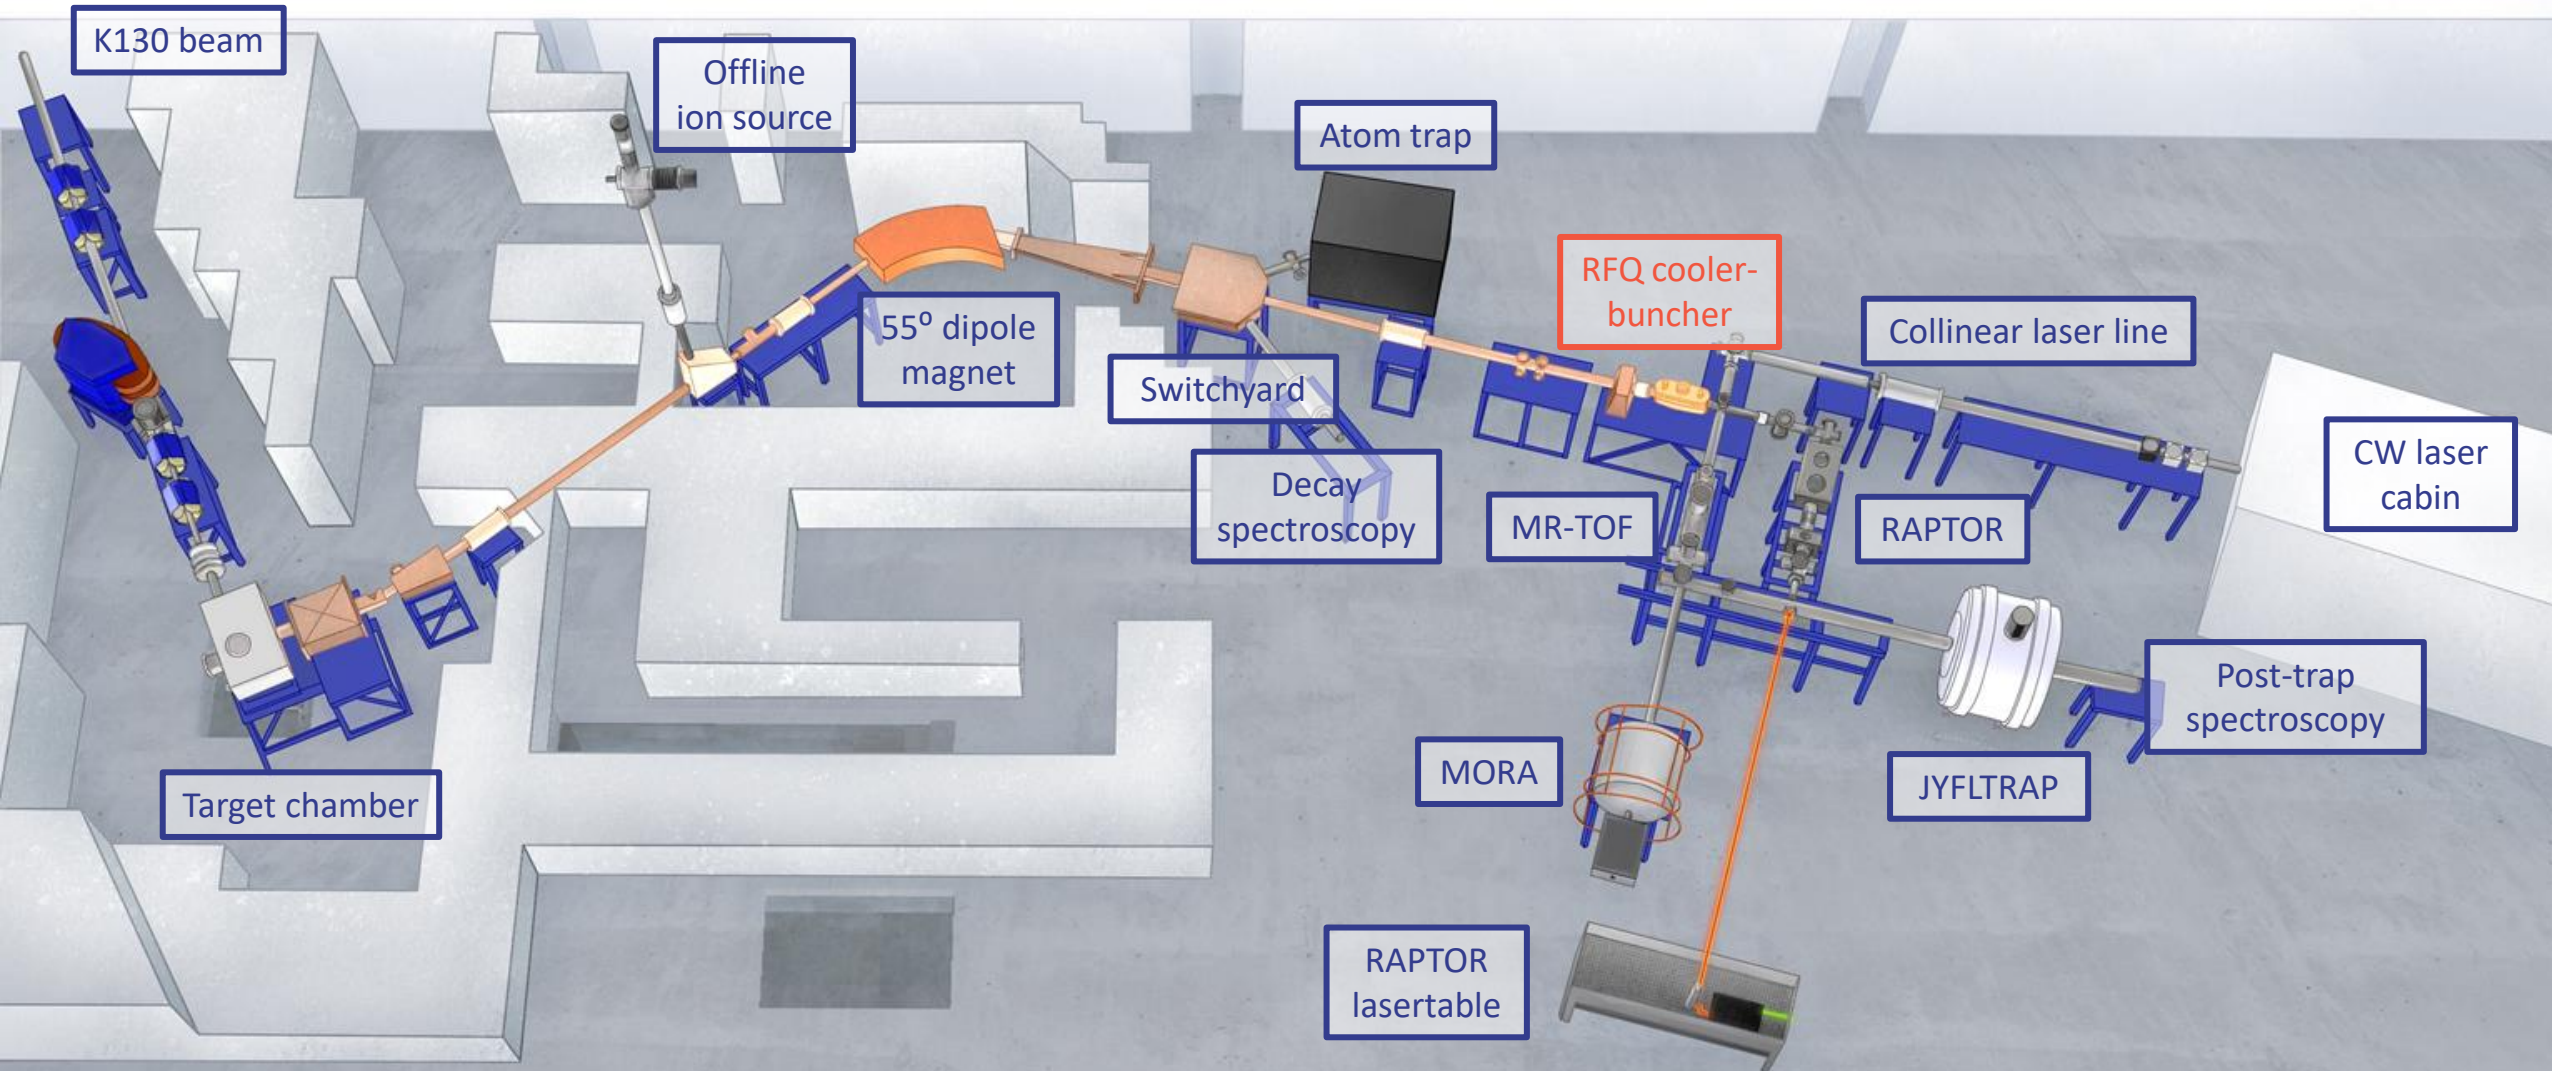 K130 beam
Offline
ion source
Atom trap
RFQ cooler-
buncher
55⁰ dipole
magnet
Collinear laser line
Switchyard
CW laser
cabin
Decay
spectroscopy
MR-TOF
RAPTOR
Post-trap
spectroscopy
MORA
JYFLTRAP
Target chamber
RAPTOR
lasertable